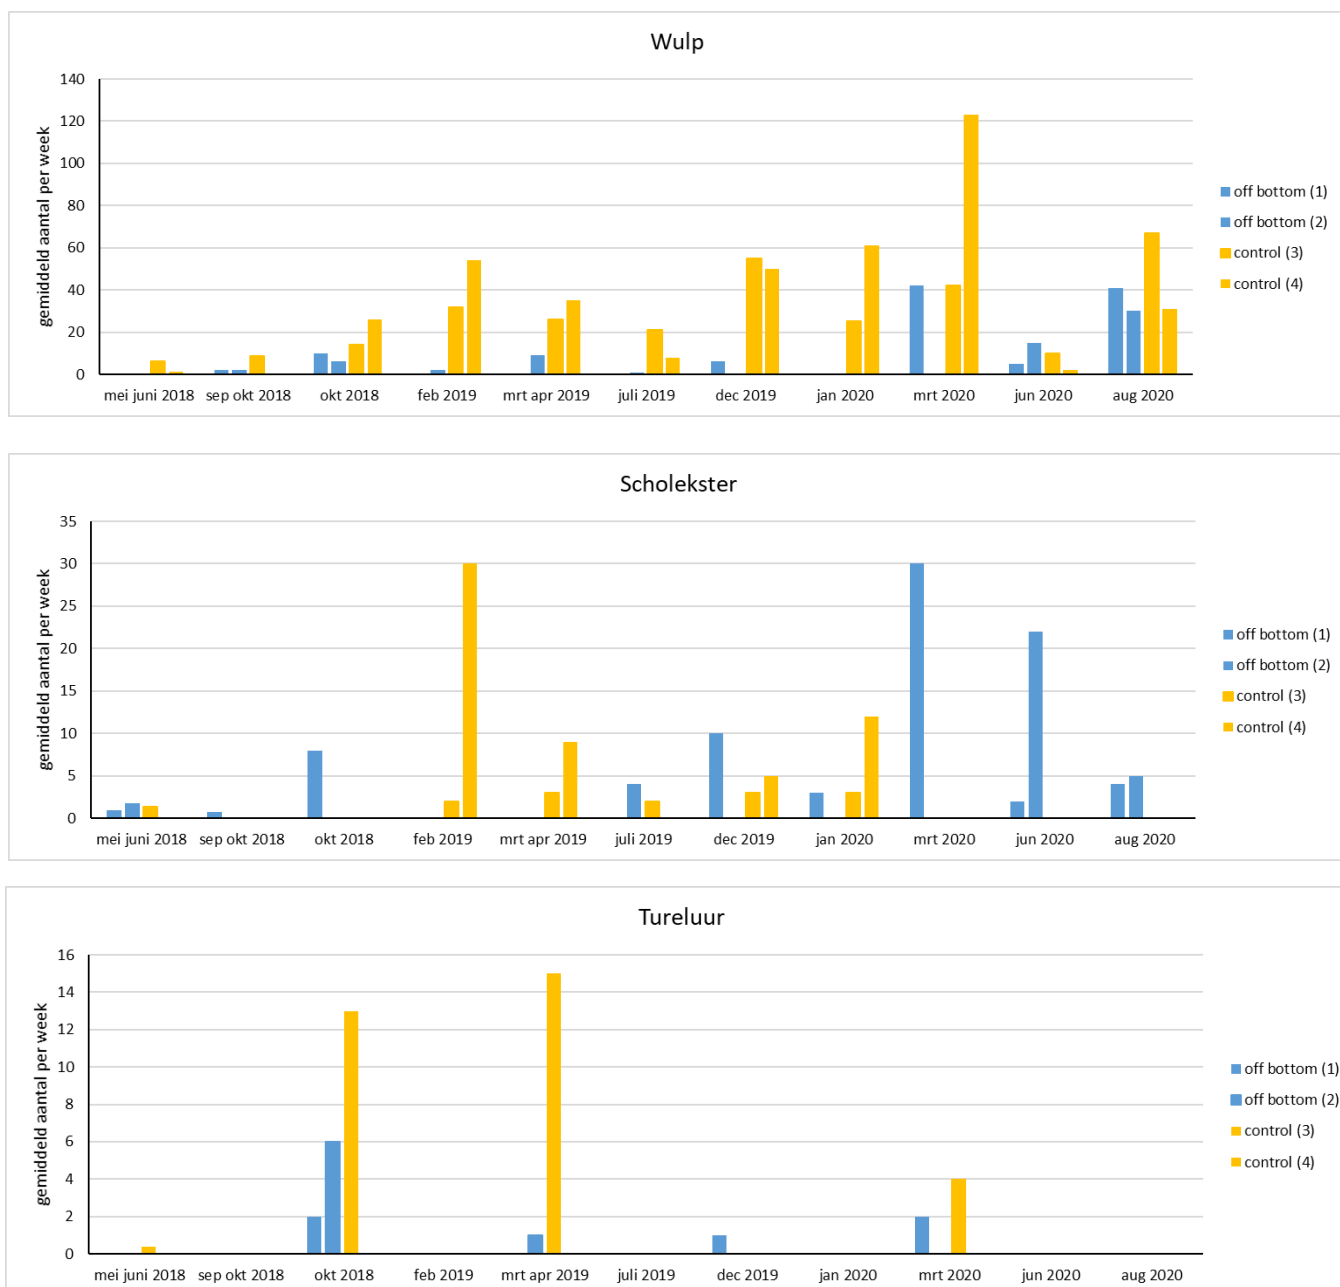 Wulp
gemiddeld aantal per week
140
120
100
80
60
40
20
0
mei juni 2018 sep okt 2018 okt 2018 feb 2019 mrt apr 2019 juli 2019 dec 2019 jan 2020 mrt 2020 jun 2020 aug 2020
off bottom (1)
off bottom (2)
control (3)
control (4)
Scholekster
gemiddeld aantal per week
35
30
25
20
15
10
5
0
mei juni 2018 sep okt 2018 okt 2018 feb 2019 mrt apr 2019 juli 2019 dec 2019 jan 2020 mrt 2020 jun 2020 aug 2020
off bottom (1)
off bottom (2)
control (3)
control (4)
Tureluur
gemiddeld aantal per week
16
14
12
10
8
6
4
2
0
mei juni 2018 sep okt 2018 okt 2018 feb 2019 mrt apr 2019 juli 2019 dec 2019 jan 2020 mrt 2020 jun 2020 aug 2020
off bottom (1)
off bottom (2)
control (3)
control (4)